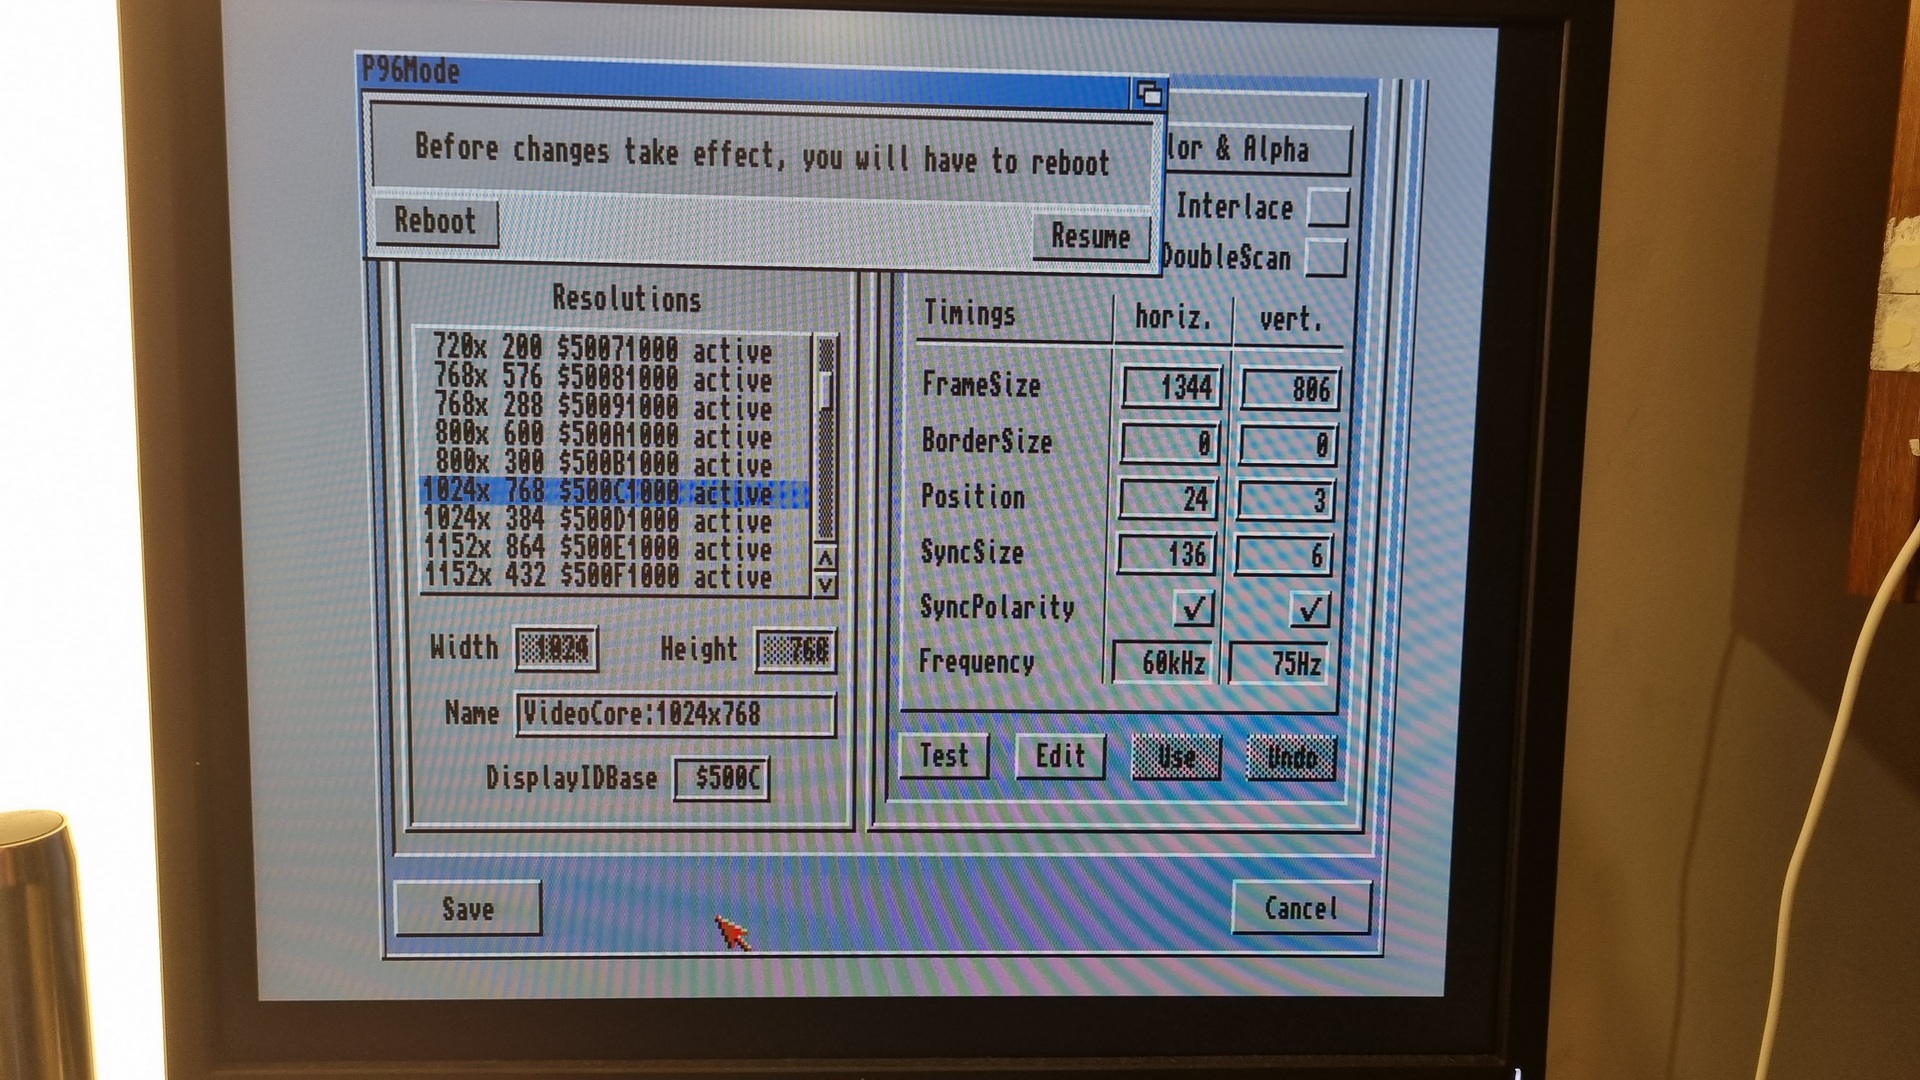 P96Mode
Before changes take effect, you will have to reboot
Reboot
Resume
lor & Alpha
Interlace
DoubleScan
Resolutions
720x 200 $50071000 active
768x 576 $50081000 active
768x 288 $50091000 active
800x 600 $500A1000 active
800x 300 $500B1000 active
1024x 768 $500C1000 active
1024x 384 $500D1000 active
1152x 864 $500E1000 active
1152x 432 $500F1000 active
Width 1024 Height 768
Name VideoCore:1024x768
DisplayIDBase $500C
Timings horiz. vert.
FrameSize 1344 806
BorderSize 0 0
Position 24 3
SyncSize 136 6
SyncPolarity ✓ ✓
Frequency 60kHz 75Hz
Test Edit Use Undo
Save
Cancel